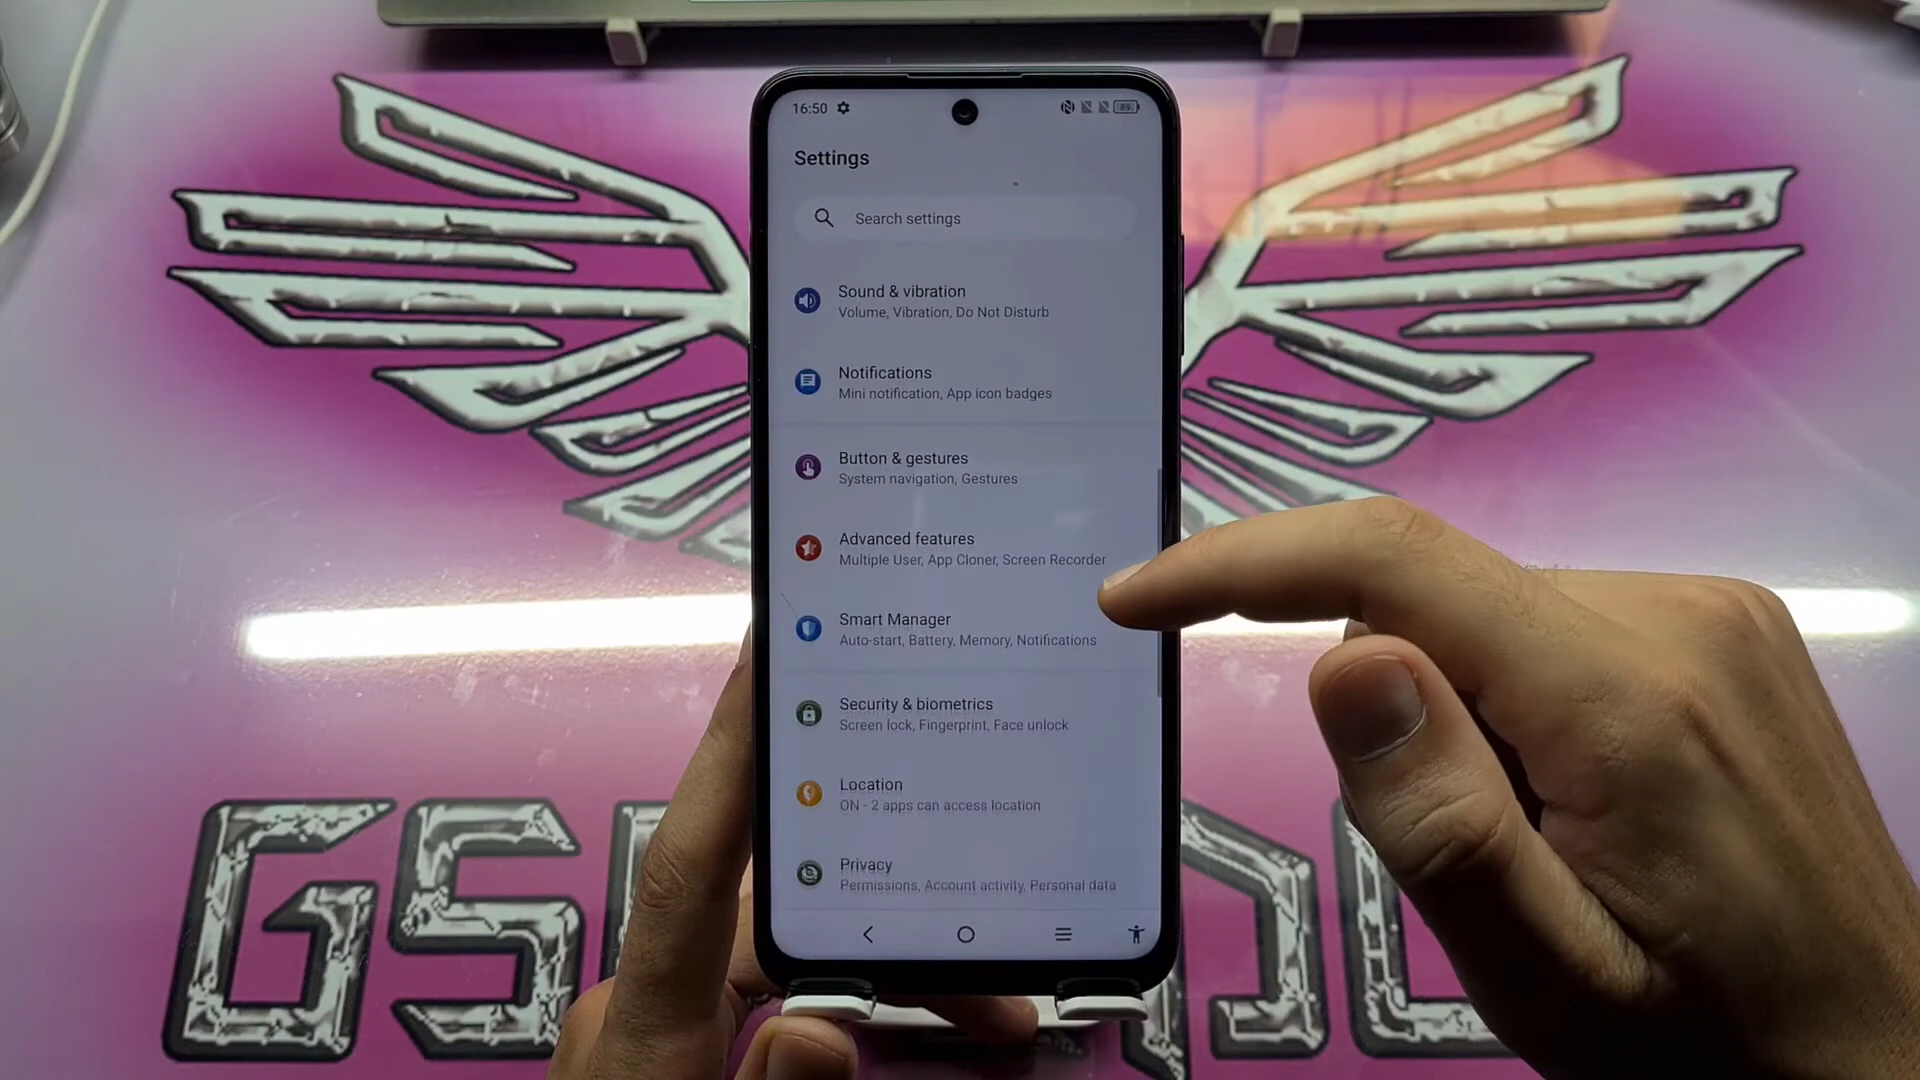 16:50
89
Settings
Search settings
Sound & vibration
Volume, Vibration, Do Not Disturb
Notifications
Mini notification, App icon badges
Button & gestures
System navigation, Gestures
Advanced features
Multiple User, App Cloner, Screen Recorder
Smart Manager
Auto-start, Battery, Memory, Notifications
Security & biometrics
Screen lock, Fingerprint, Face unlock
Location
ON - 2 apps can access location
Privacy
Permissions, Account activity, Personal data
GS